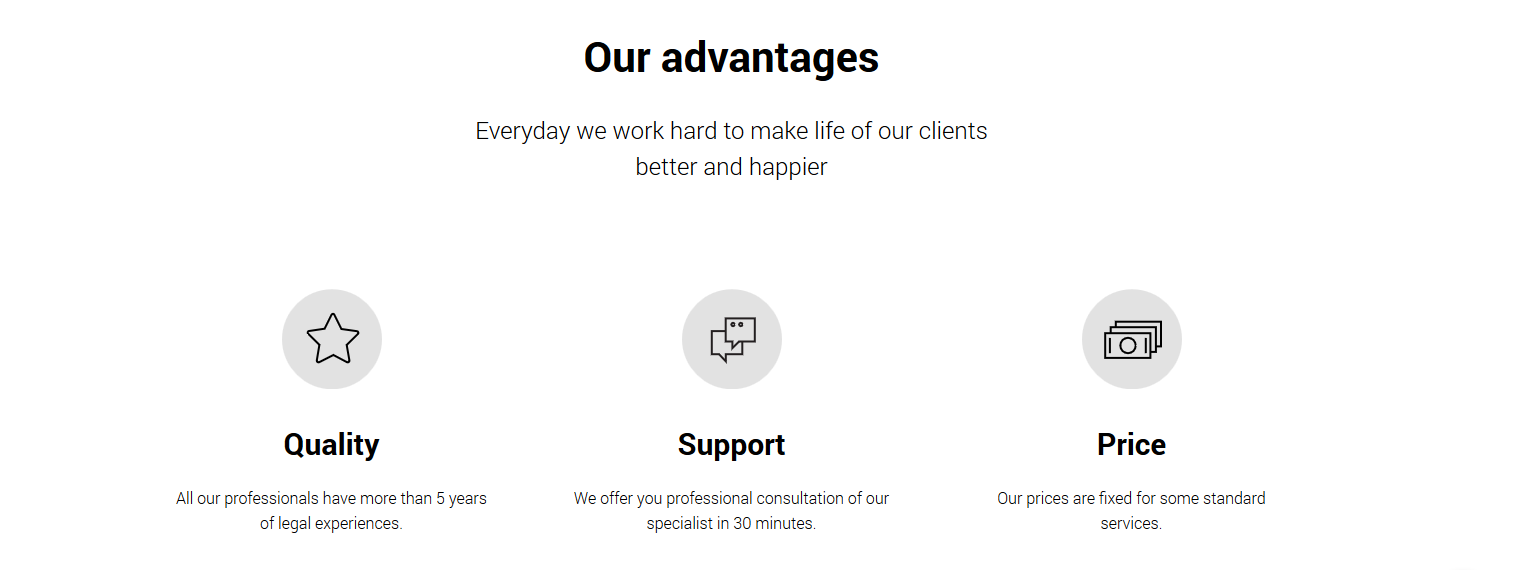 Our advantages
Everyday we work hard to make life of our clients
better and happier
Quality
All our professionals have more than 5 years
of legal experiences.
Support
We offer you professional consultation of our
specialist in 30 minutes.
Price
Our prices are fixed for some standard
services.